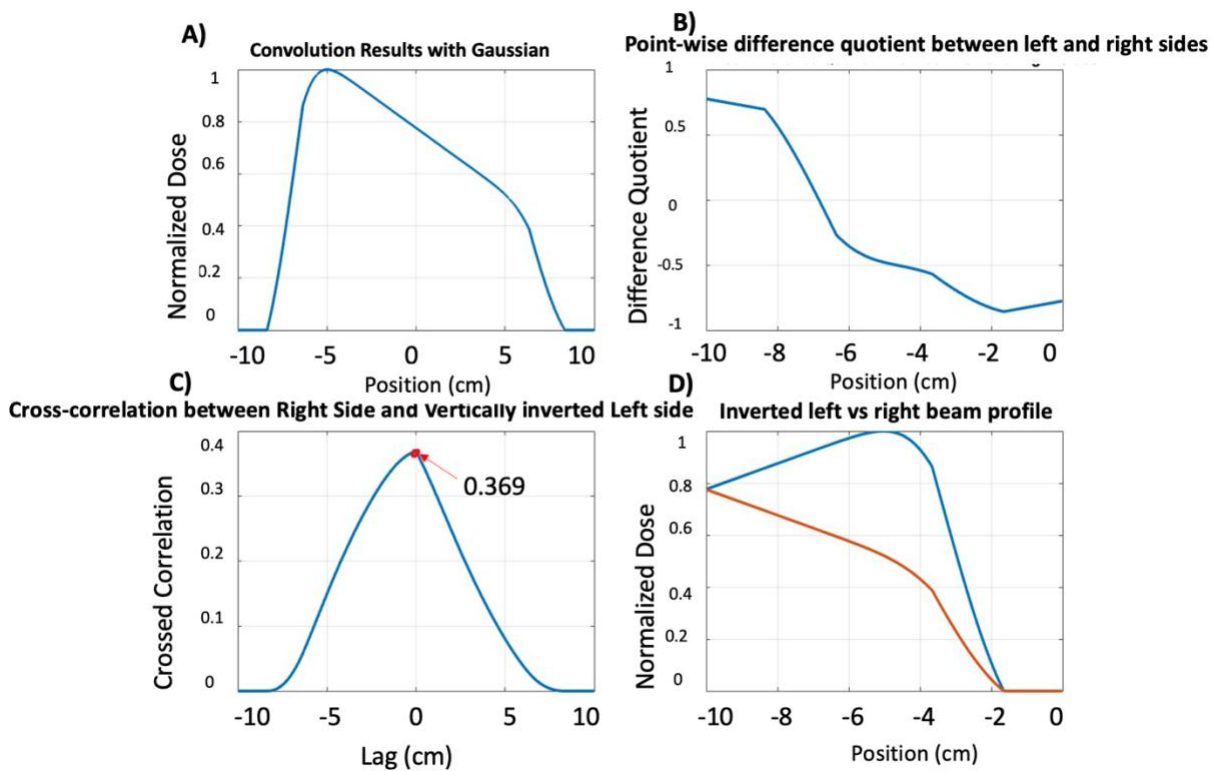 A)
Convolution Results with Gaussian
Normalized Dose
1
0.8
0.6
0.4
0.2
0
-10 -5 0 5 10
Position (cm)
B)
Point-wise difference quotient between left and right sides
Difference Quotient
1
0.5
0
-0.5
-1
-10 -8 -6 -4 -2 0
Position (cm)
C)
Cross-correlation between Right Side and Vertically inverted Left side
Crossed Correlation
0.4
0.3
0.2
0.1
0
0.369
-10 -5 0 5 10
Lag (cm)
D)
Inverted left vs right beam profile
Normalized Dose
1
0.8
0.6
0.4
0.2
0
-10 -8 -6 -4 -2 0
Position (cm)